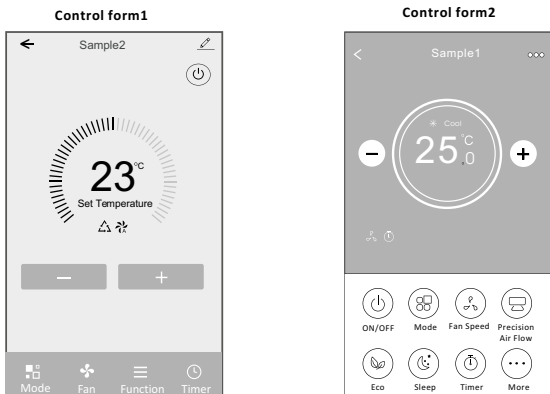 Control form1
Sample2
23°C
Set Temperature
A
Mode
Fan
Function
Timer
Control form2
Sample1
Cool
25.0°C
ON/OFF
Mode
Fan Speed
Precision
Air Flow
Eco
Sleep
Timer
More